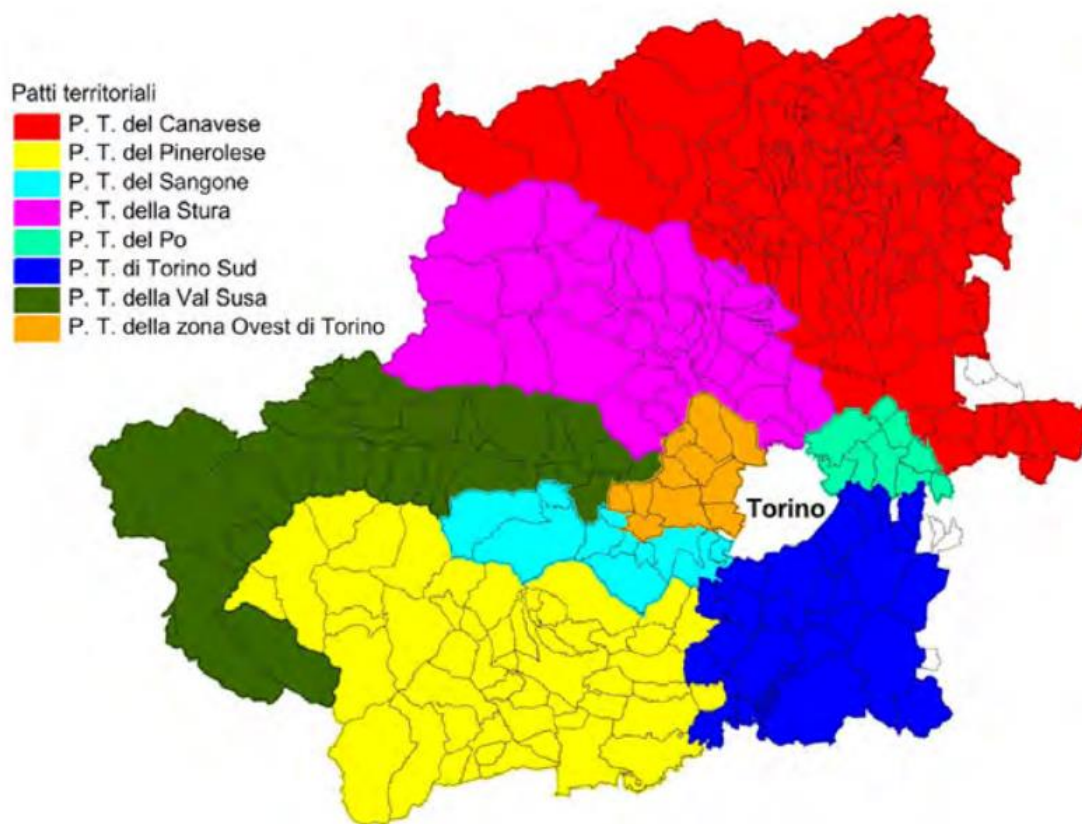 Patti territoriali
P. T. del Canavese
P. T. del Pinerolese
P. T. del Sangone
P. T. della Stura
P. T. del Po
P. T. di Torino Sud
P. T. della Val Susa
P. T. della zona Ovest di Torino
Torino